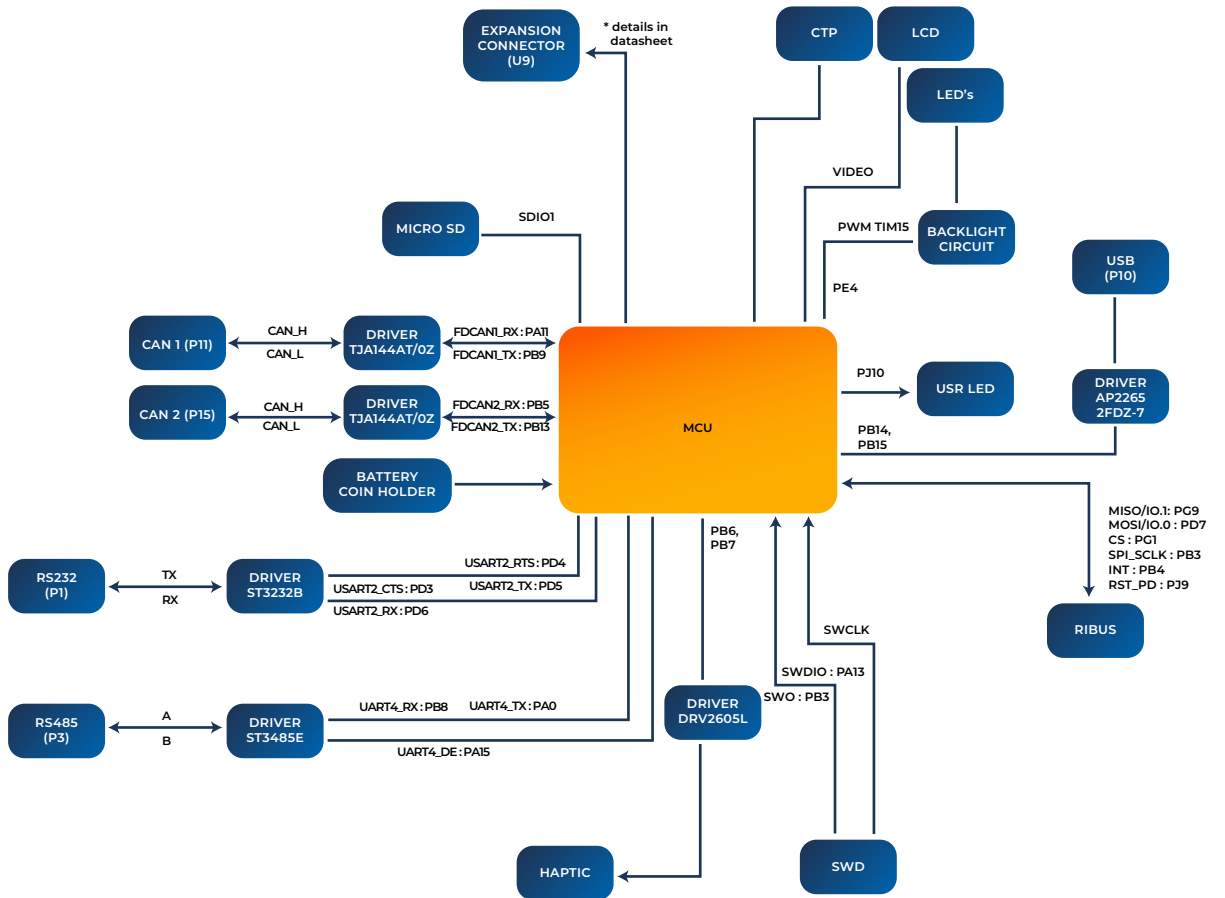 EXPANSION
CONNECTOR
(U9)
* details in
datasheet
CTP
LCD
LED's
VIDEO
MICRO SD
SDIO1
PWM TIM15
BACKLIGHT
CIRCUIT
USB
(P10)
PE4
CAN 1 (P11)
CAN_H
CAN_L
DRIVER
TJA144AT/0Z
FDCAN1_RX : PA11
FDCAN1_TX : PB9
PJ10
USR LED
DRIVER
AP2265
2FDZ-7
CAN 2 (P15)
CAN_H
CAN_L
DRIVER
TJA144AT/0Z
FDCAN2_RX : PB5
FDCAN2_TX : PB13
MCU
PB14,
PB15
BATTERY
COIN HOLDER
MISO/IO.1: PG9
MOSI/IO.0 : PD7
CS : PG1
SPI_SCLK : PB3
INT : PB4
RST_PD : PJ9
RIBUS
PB6,
PB7
RS232
(P1)
TX
RX
DRIVER
ST3232B
USART2_RTS : PD4
USART2_CTS : PD3
USART2_TX : PD5
USART2_RX : PD6
SWCLK
SWDIO : PA13
SWO : PB3
RS485
(P3)
A
B
DRIVER
ST3485E
UART4_RX : PB8
UART4_TX : PA0
UART4_DE : PA15
DRIVER
DRV2605L
HAPTIC
SWD